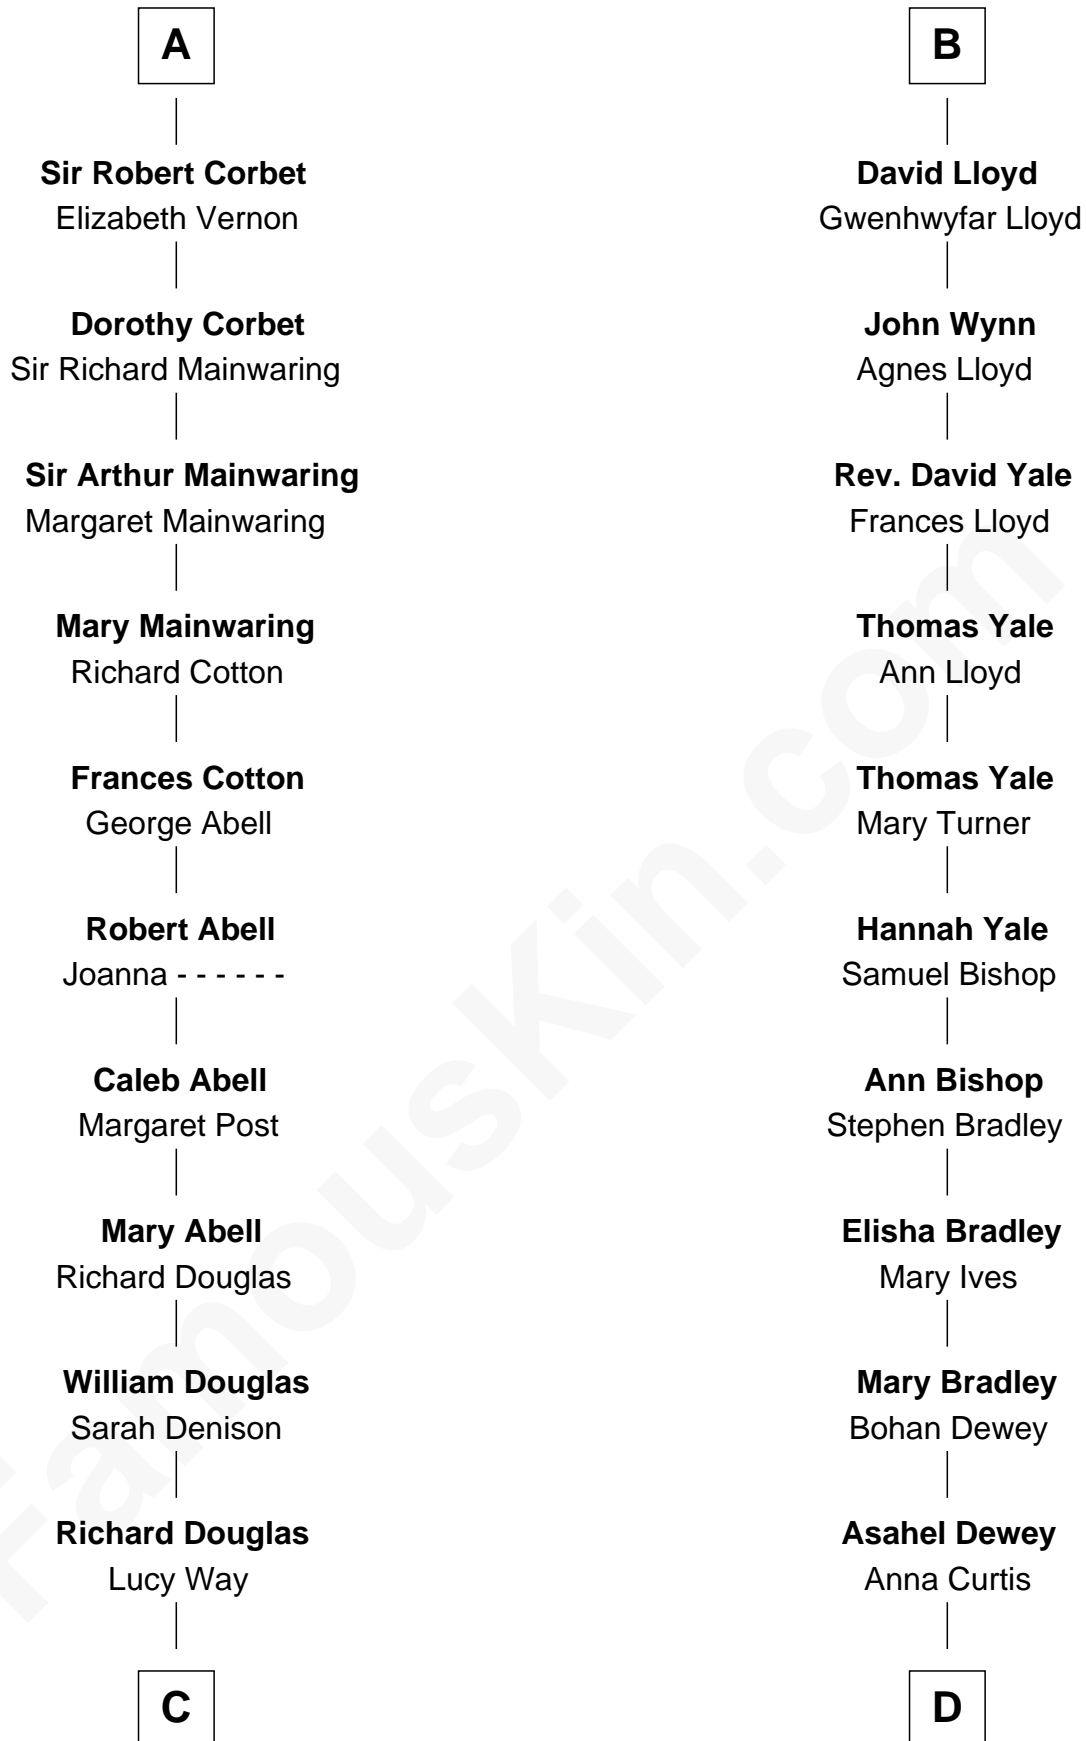 A
Sir Robert Corbet
Elizabeth Vernon
Dorothy Corbet
Sir Richard Mainwaring
Sir Arthur Mainwaring
Margaret Mainwaring
Mary Mainwaring
Richard Cotton
Frances Cotton
George Abell
Robert Abell
Joanna - - - - - -
Caleb Abell
Margaret Post
Mary Abell
Richard Douglas
William Douglas
Sarah Denison
Richard Douglas
Lucy Way
C
B
David Lloyd
Gwenhwyfar Lloyd
John Wynn
Agnes Lloyd
Rev. David Yale
Frances Lloyd
Thomas Yale
Ann Lloyd
Thomas Yale
Mary Turner
Hannah Yale
Samuel Bishop
Ann Bishop
Stephen Bradley
Elisha Bradley
Mary Ives
Mary Bradley
Bohan Dewey
Asahel Dewey
Anna Curtis
D
FamousKin.com